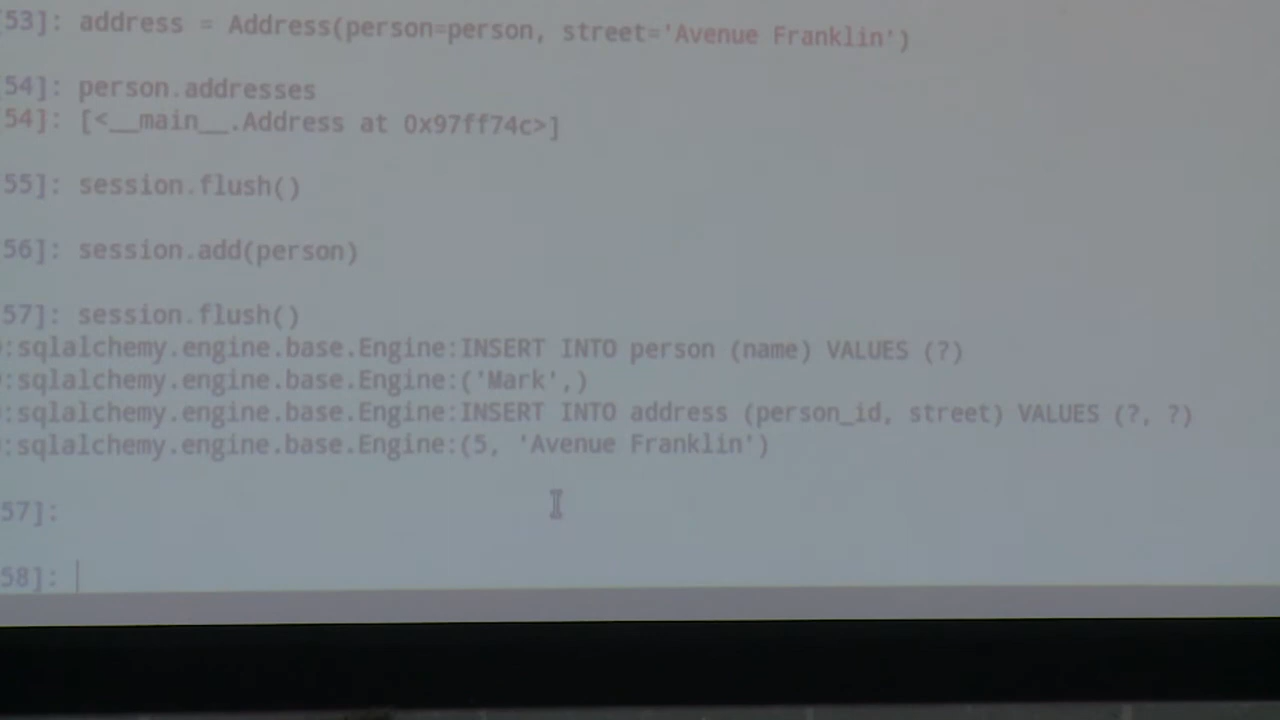 53]: address = Address(person=person, street='Avenue Franklin')
54]: person.addresses
54]: [<__main__.Address at 0x97ff74c>]
55]: session.flush()
56]: session.add(person)
57]: session.flush()
:sqlalchemy.engine.base.Engine:INSERT INTO person (name) VALUES (?)
:sqlalchemy.engine.base.Engine:('Mark',)
:sqlalchemy.engine.base.Engine:INSERT INTO address (person_id, street) VALUES (?, ?)
:sqlalchemy.engine.base.Engine:(5, 'Avenue Franklin')
57]:
58]: